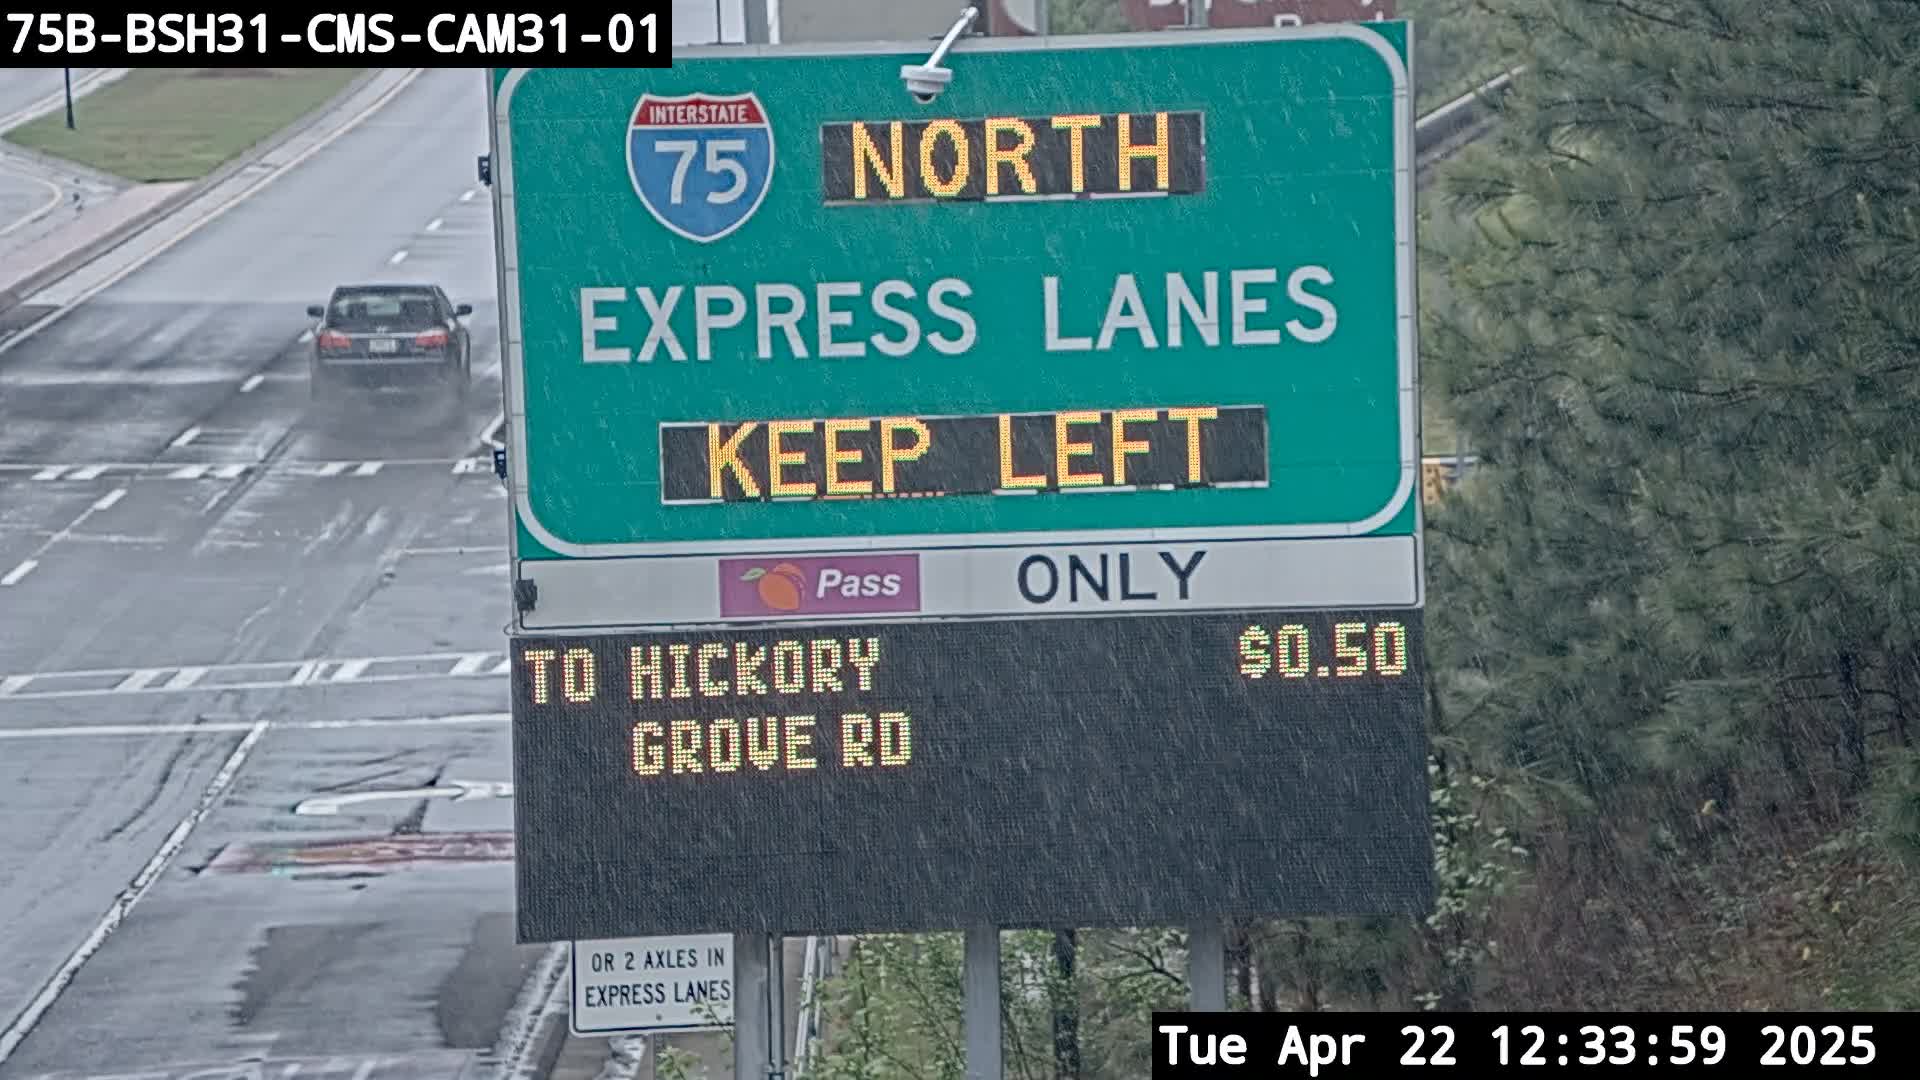 75B-BSH31-CMS-CAM31-01
INTERSTATE
75
NORTH
EXPRESS LANES
KEEP LEFT
Pass ONLY
TO HICKORY $0.50
GROVE RD
OR 2 AXLES IN
EXPRESS LANES
Tue Apr 22 12:33:59 2025